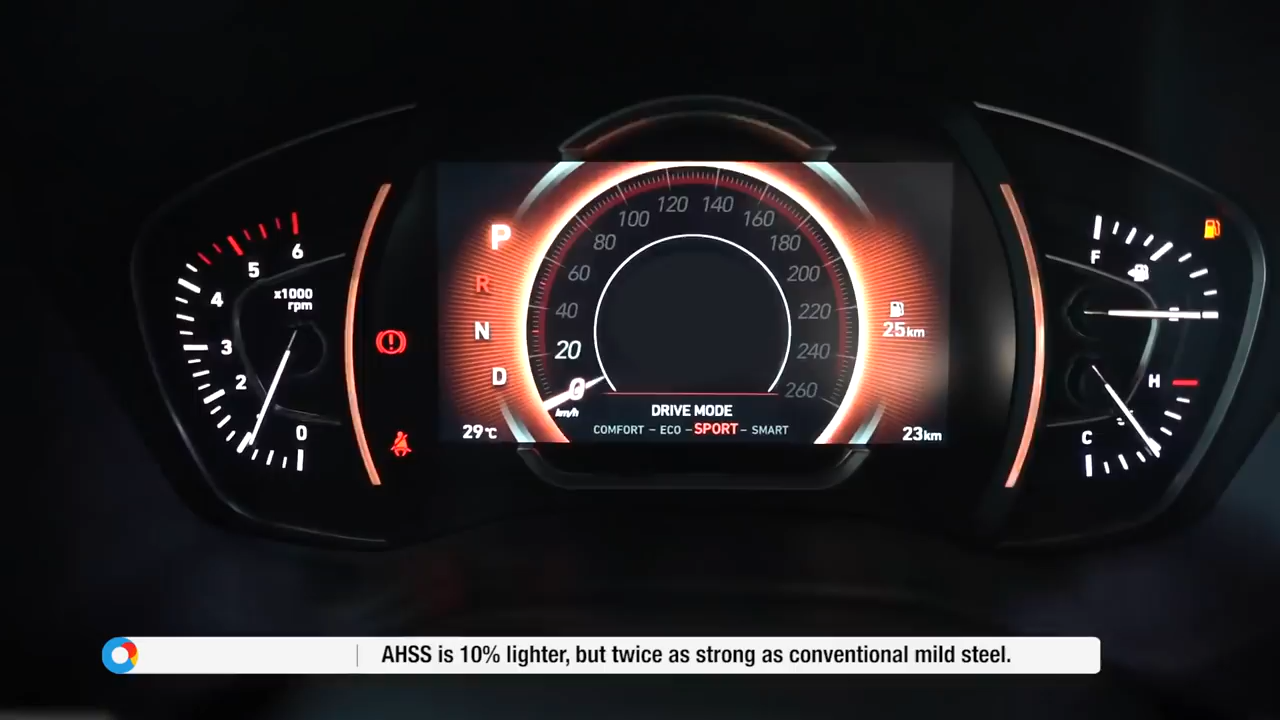 6
5
4
3
2
0
x1000
rpm
P
R
N
D
29℃
0
20
40
60
80
100
120
140
160
180
200
220
240
260
km/h
DRIVE MODE
COMFORT – ECO – SPORT – SMART
25km
23km
F
H
C
AHSS is 10% lighter, but twice as strong as conventional mild steel.